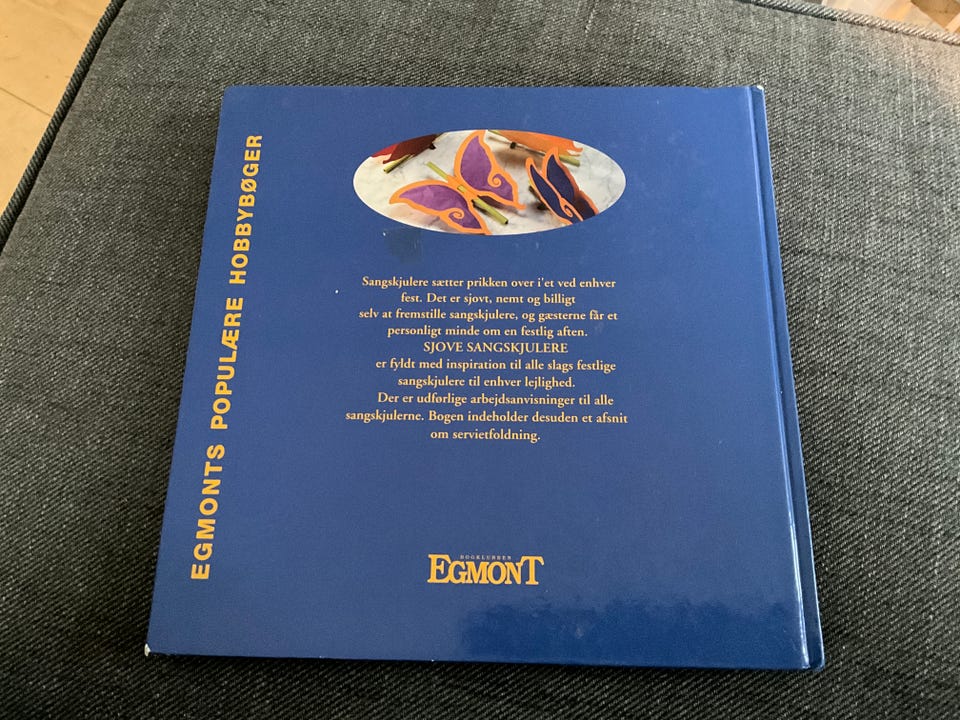 EGMONTS POPULÆRE HOBBYBØGER
Sangskjulere sætter prikken over i'et ved enhver
fest. Det er sjovt, nemt og billigt
selv at fremstille sangskjulere, og gæsterne får et
personligt minde om en festlig aften.
SJOVE SANGSKJULERE
er fyldt med inspiration til alle slags festlige
sangskjulere til enhver lejlighed.
Der er udførlige arbejdsanvisninger til alle
sangskjulerne. Bogen indeholder desuden et afsnit
om servietfoldning.
BOGKLUBBEN
EGMONT